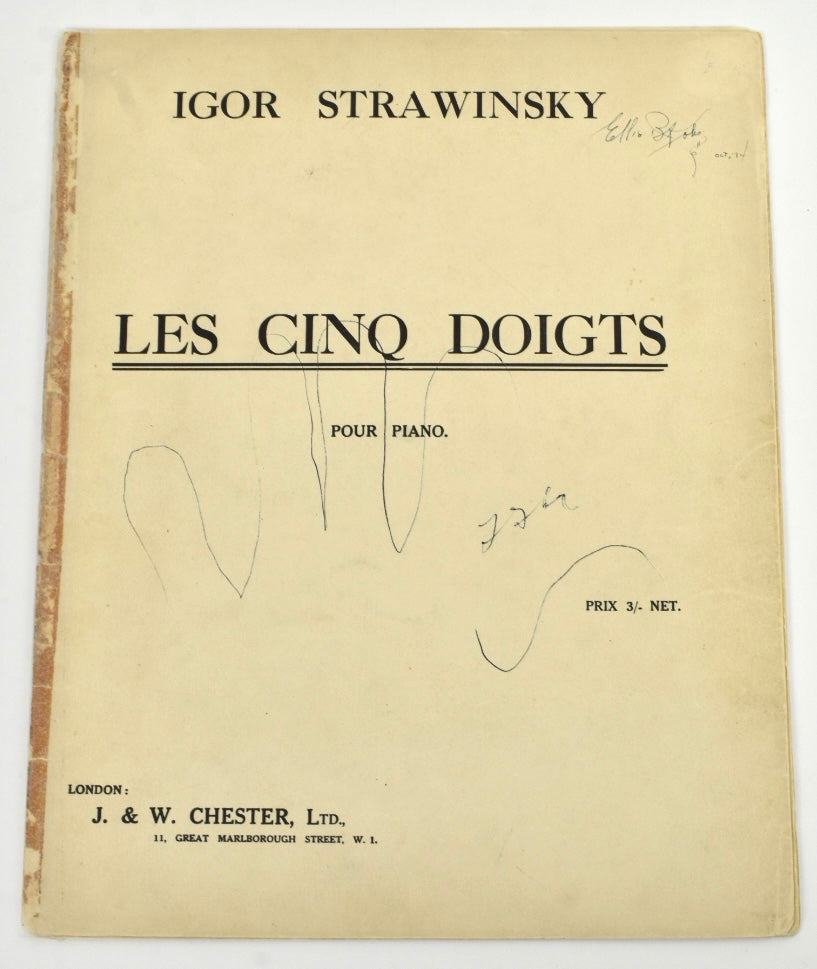 IGOR STRAWINSKY
LES CINQ DOIGTS
POUR PIANO.
PRIX 3/- NET.
LONDON:
J. & W. CHESTER, LTD.,
11, GREAT MARLBOROUGH STREET, W. 1.